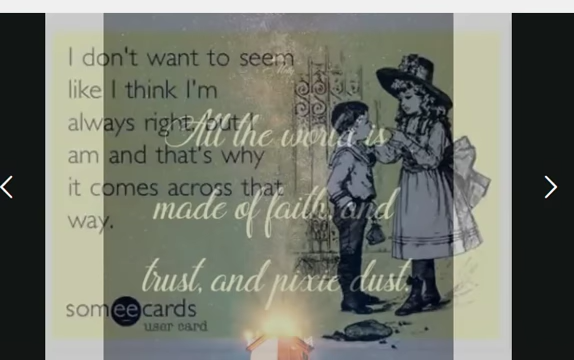 I don't want to seem
like I think I'm
always right, but I
am and that's why
it comes across that
way.
All the world is
made of faith, and
trust, and pixie dust.
someecards
user card